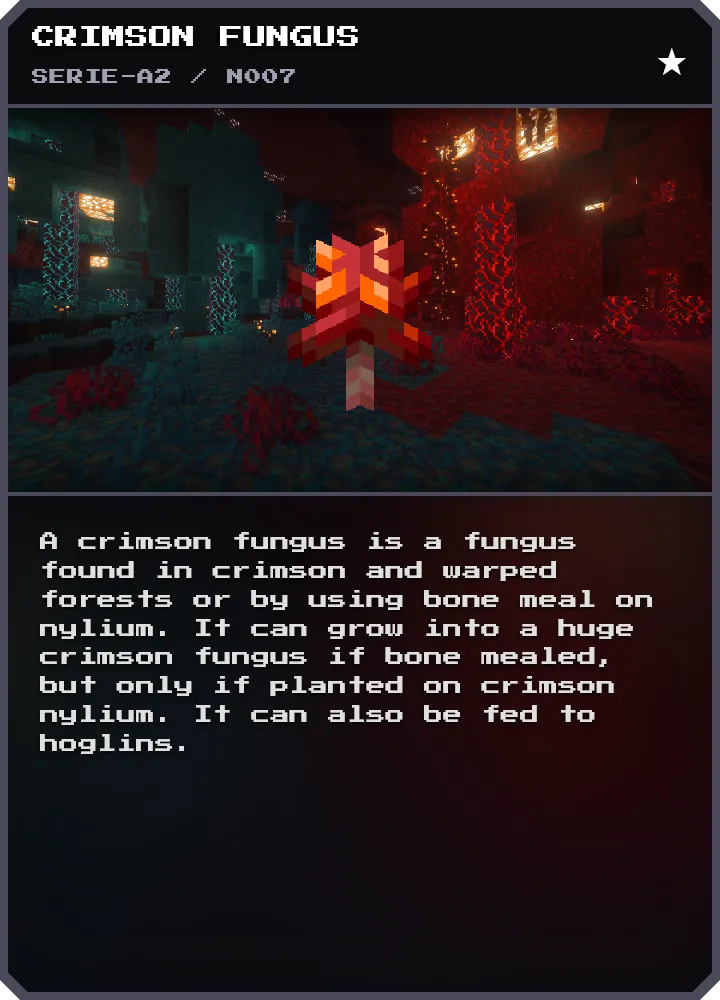 CRIMSON FUNGUS
SERIE-A2 / N007
A crimson fungus is a fungus
found in crimson and warped
forests or by using bone meal on
nylium. It can grow into a huge
crimson fungus if bone mealed,
but only if planted on crimson
nylium. It can also be fed to
hoglins.